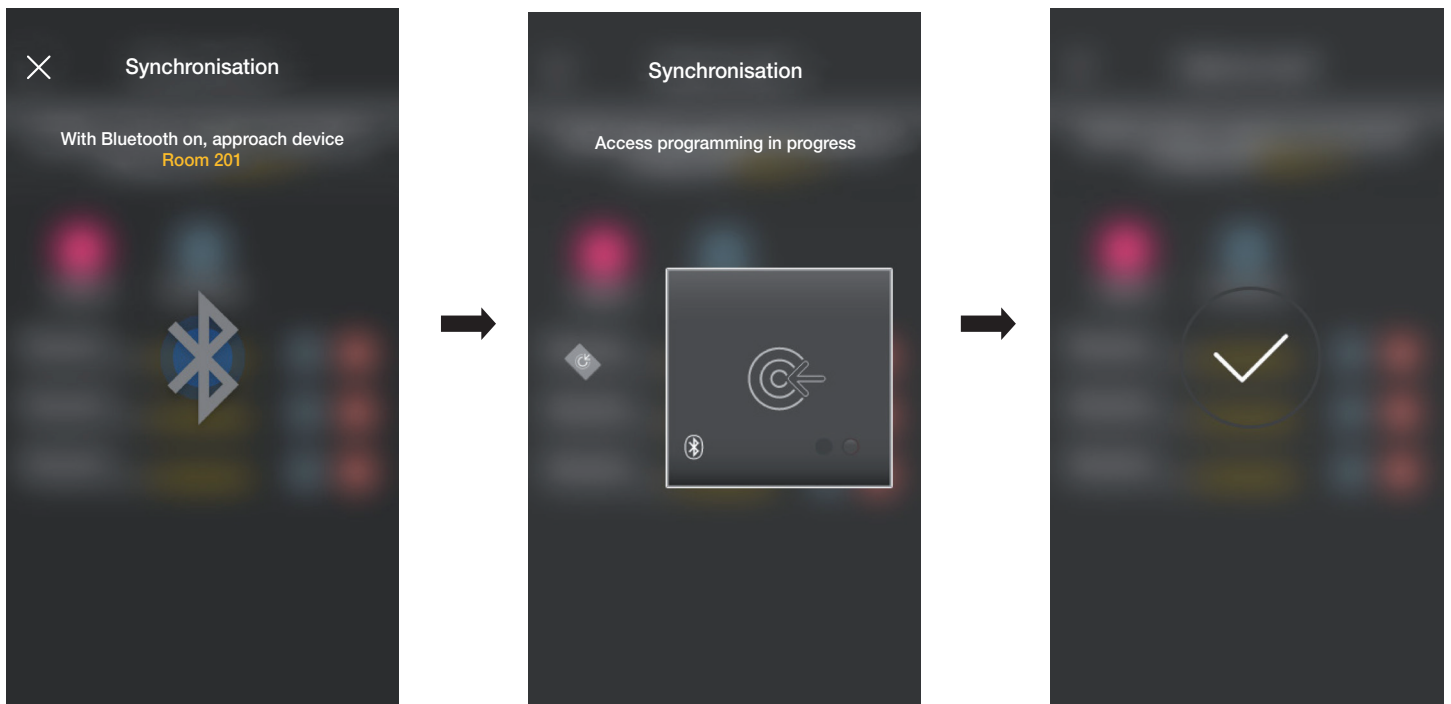 Synchronisation
With Bluetooth on, approach device
Room 201
Synchronisation
Access programming in progress